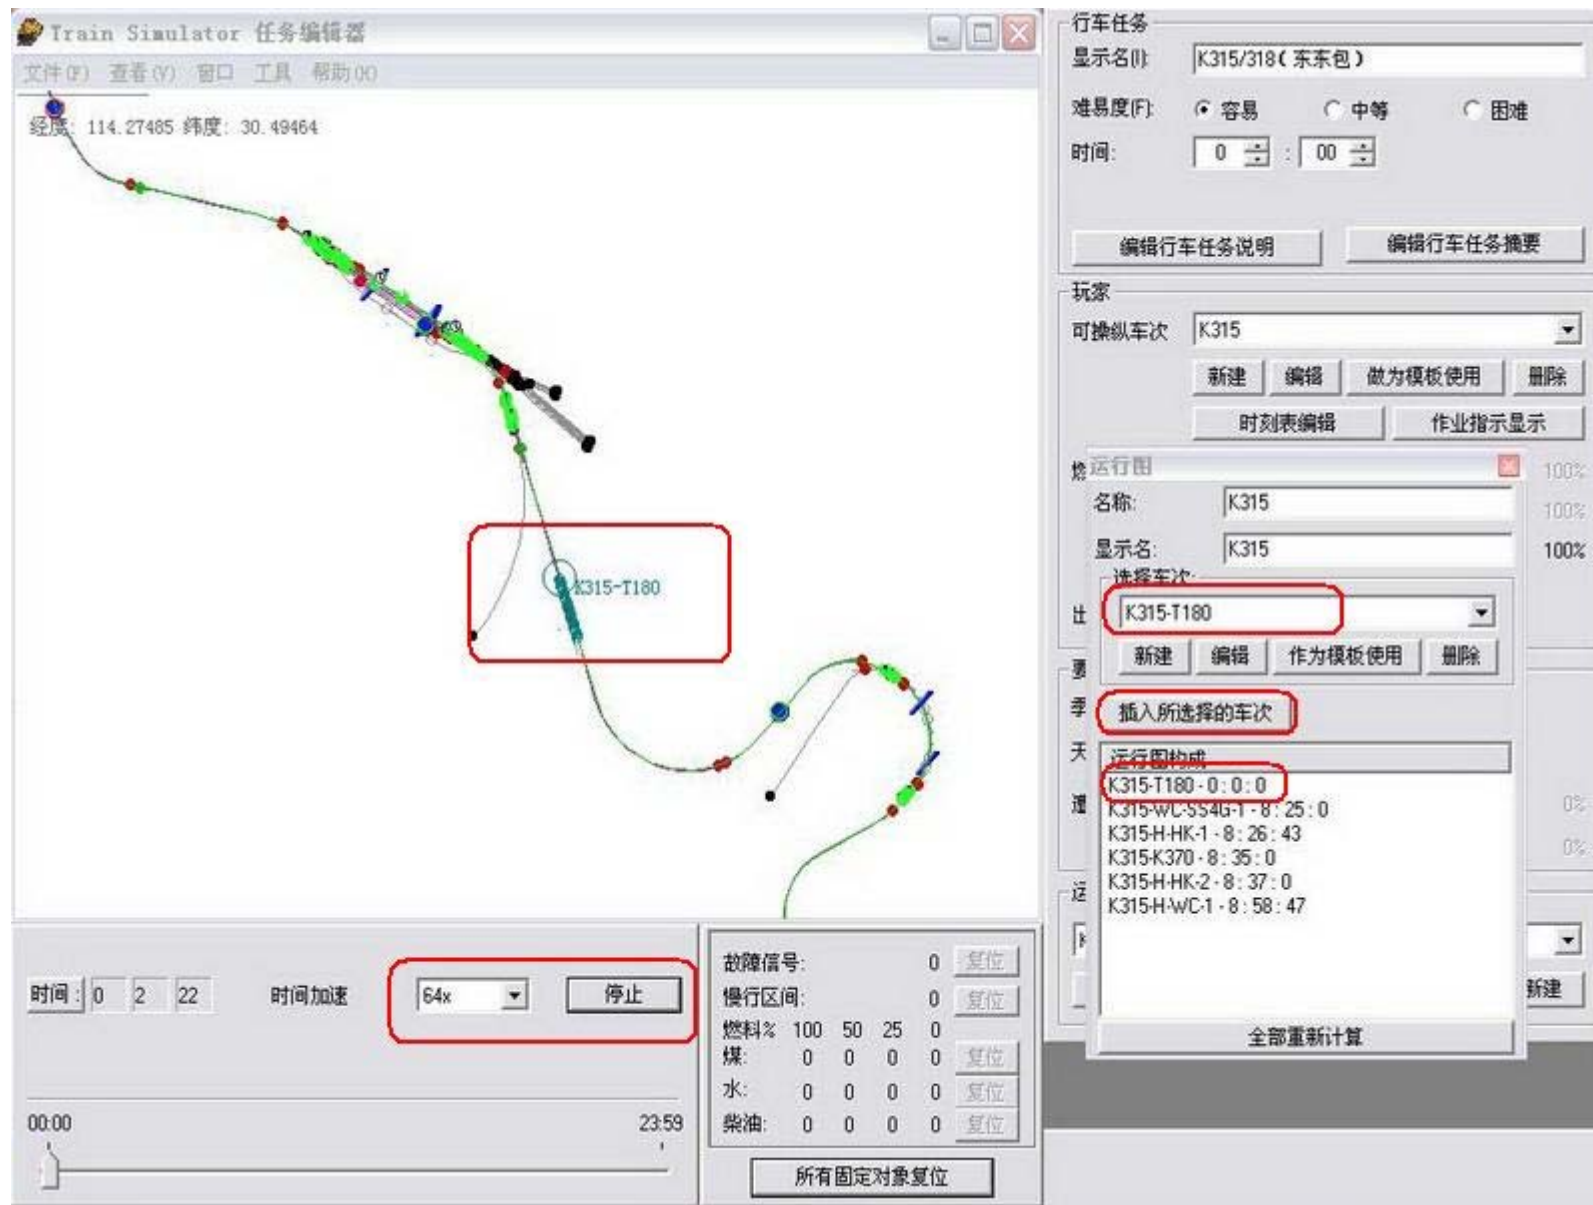 Train Simulator 任务编辑器
文件(F) 查看(V) 窗口 工具 帮助(H)
经度: 114.27485 纬度: 30.49464
K315-T180
时间: 0 2 22 时间加速 64x 停止
00:00 23:59
故障信号: 0 复位
慢行区间: 0 复位
燃料% 100 50 25 0
煤: 0 0 0 0 复位
水: 0 0 0 0 复位
柴油: 0 0 0 0 复位
所有固定对象复位
行车任务
显示名(I): K315/318(东东包)
难易度(F): 容易 中等 困难
时间: 0 : 00
编辑行车任务说明 编辑行车任务摘要
玩家
可操纵车次 K315
新建 编辑 做为模板使用 删除
时刻表编辑 作业指示显示
100%
100%
100%
季
天
0%
0%
新建
运行图
名称: K315
显示名: K315
选择车次:
K315-T180
新建 编辑 作为模板使用 删除
插入所选择的车次
运行图构成
K315-T180 - 0 : 0 : 0
K315-WC-SS4G-1 - 8 : 25 : 0
K315-H-HK-1 - 8 : 26 : 43
K315-K370 - 8 : 35 : 0
K315-H-HK-2 - 8 : 37 : 0
K315-H-WC-1 - 8 : 58 : 47
全部重新计算